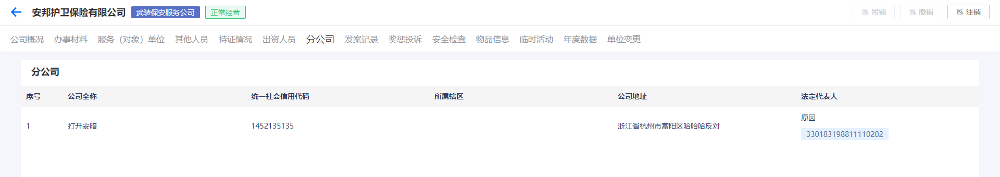 安邦护卫保险有限公司 武装保安服务公司 正常经营 吊销 撤销 注销
公司概况 办事材料 服务（对象）单位 其他人员 持证情况 出资人员 分公司 发案记录 奖惩投诉 安全检查 物品信息 临时活动 年度数据 单位变更
分公司
序号 公司全称 统一社会信用代码 所属辖区 公司地址 法定代表人
1 打开安暗 1452135135 浙江省杭州市富阳区哈哈哈反对 原因
330183198811110202